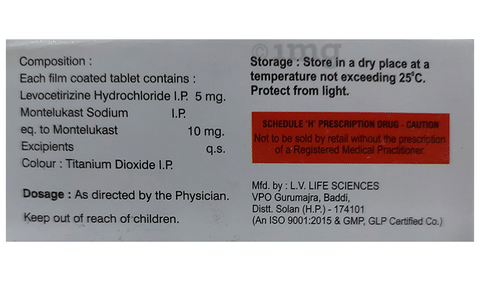 Composition :
Each film coated tablet contains :
Levocetirizine Hydrochloride I.P. 5 mg.
Montelukast Sodium I.P.
eq. to Montelukast 10 mg.
Excipients q.s.
Colour : Titanium Dioxide I.P.
Dosage : As directed by the Physician.
Keep out of reach of children.
1mg
Storage : Store in a dry place at a
temperature not exceeding 25°C.
Protect from light.
SCHEDULE 'H' PRESCRIPTION DRUG - CAUTION
Not to be sold by retail without the prescription
of a Registered Medical Practitioner.
Mfd. by : L.V. LIFE SCIENCES
VPO Gurumajra, Baddi,
Distt. Solan (H.P.) - 174101
(An ISO 9001:2015 & GMP, GLP Certified Co.)